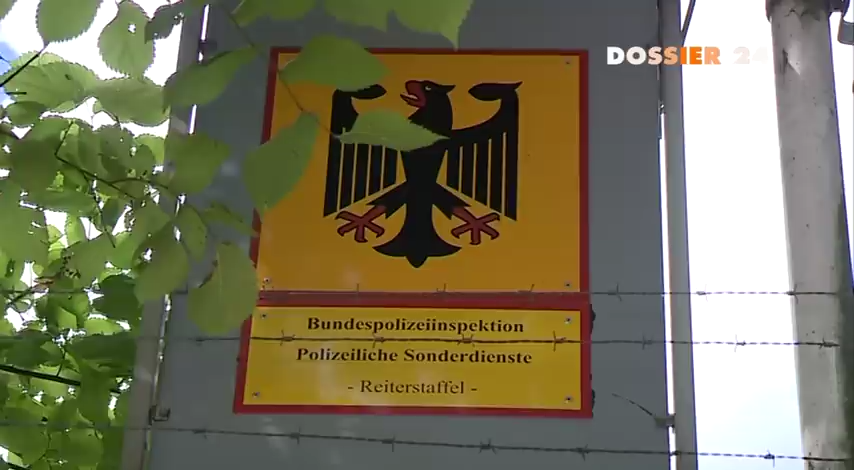 DOSSIER 24
Bundespolizeiinspektion
Polizeiliche Sonderdienste
- Reiterstaffel -